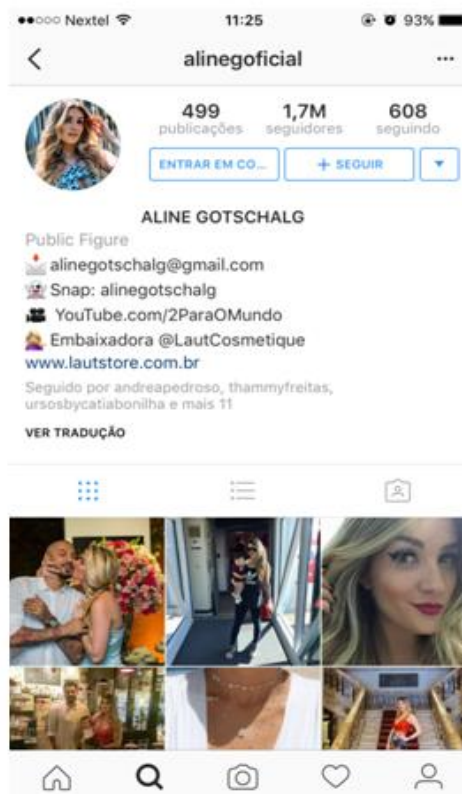 Nextel 11:25 93%
alinegoficial
499 1,7M 608
publicações seguidores seguindo
ENTRAR EM CO... + SEGUIR
ALINE GOTSCHALG
Public Figure
alinegotschalg@gmail.com
Snap: alinegotschalg
YouTube.com/2ParaOMundo
Embaixadora @LautCosmetique
www.lautstore.com.br
Seguido por andreapedroso, thammyfreitas,
ursosbycatiabonilha e mais 11
VER TRADUÇÃO